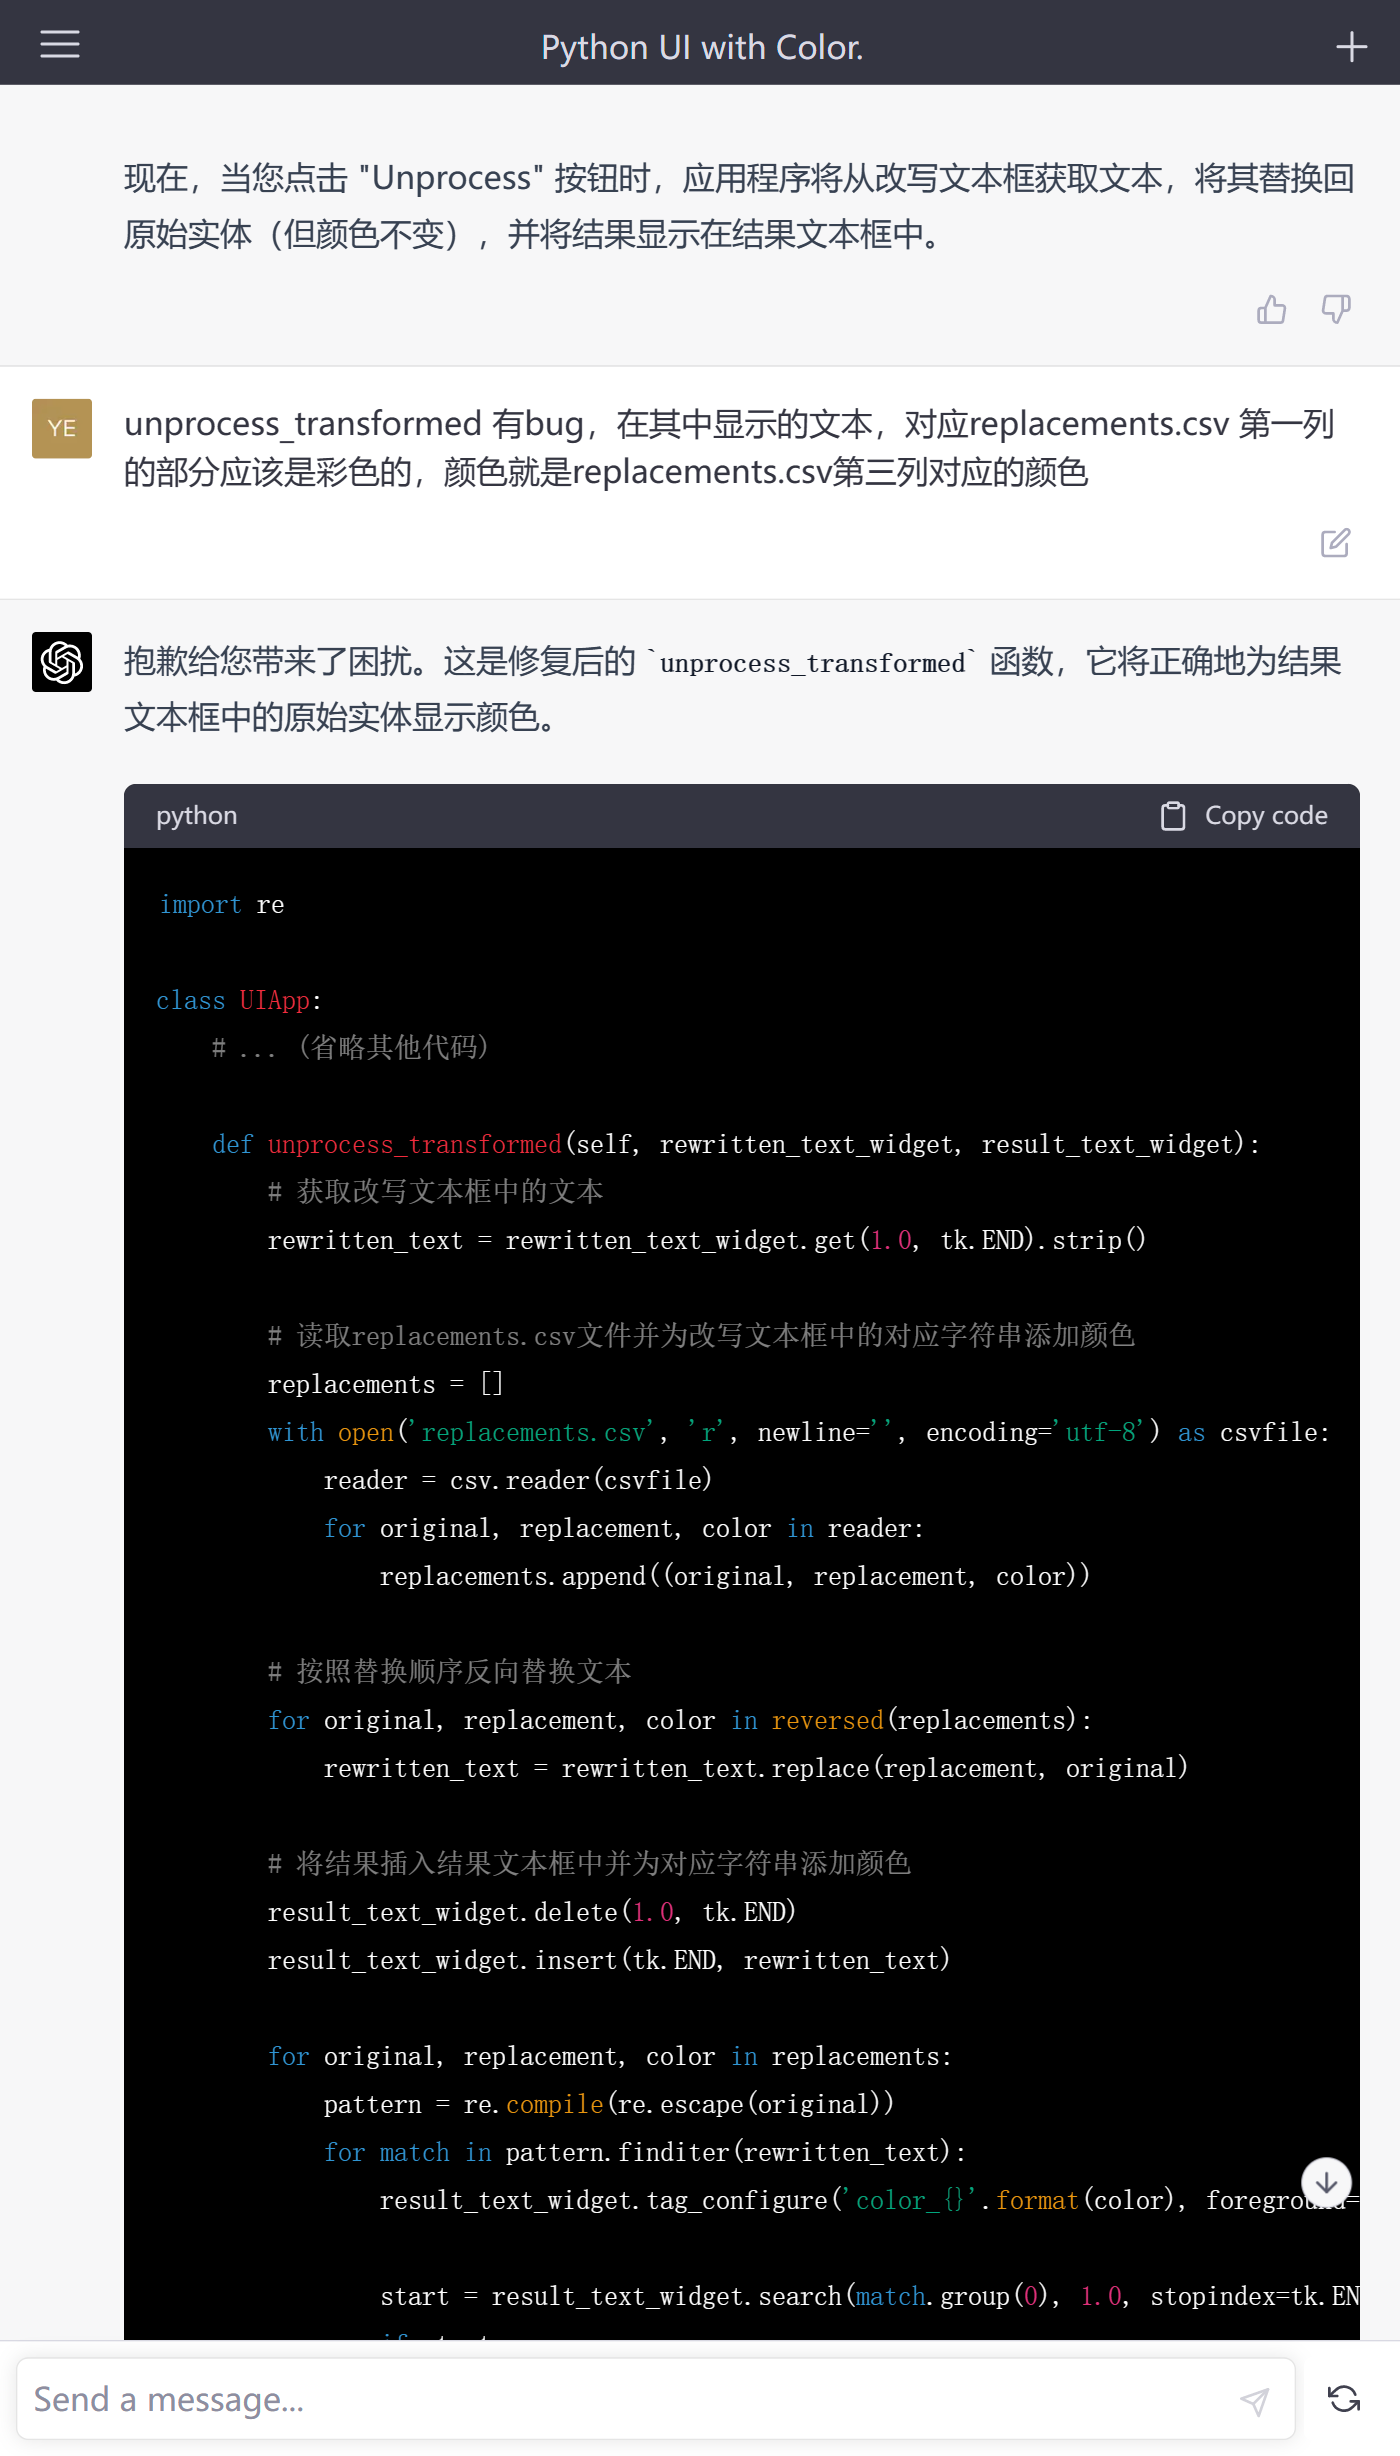 Python UI with Color.
现在，当您点击 "Unprocess" 按钮时，应用程序将从改写文本框获取文本，将其替换回
原始实体（但颜色不变），并将结果显示在结果文本框中。
YE
unprocess_transformed 有bug，在其中显示的文本，对应replacements.csv 第一列
的部分应该是彩色的，颜色就是replacements.csv第三列对应的颜色
抱歉给您带来了困扰。这是修复后的 `unprocess_transformed` 函数，它将正确地为结果
文本框中的原始实体显示颜色。
python
Copy code
import re
class UIApp:
    # ... (省略其他代码)
    def unprocess_transformed(self, rewritten_text_widget, result_text_widget):
        # 获取改写文本框中的文本
        rewritten_text = rewritten_text_widget.get(1.0, tk.END).strip()
        # 读取replacements.csv文件并为改写文本框中的对应字符串添加颜色
        replacements = []
        with open('replacements.csv', 'r', newline='', encoding='utf-8') as csvfile:
            reader = csv.reader(csvfile)
            for original, replacement, color in reader:
                replacements.append((original, replacement, color))
        # 按照替换顺序反向替换文本
        for original, replacement, color in reversed(replacements):
            rewritten_text = rewritten_text.replace(replacement, original)
        # 将结果插入结果文本框中并为对应字符串添加颜色
        result_text_widget.delete(1.0, tk.END)
        result_text_widget.insert(tk.END, rewritten_text)
        for original, replacement, color in replacements:
            pattern = re.compile(re.escape(original))
            for match in pattern.finditer(rewritten_text):
                result_text_widget.tag_configure('color_{}'.format(color), foreground=
                start = result_text_widget.search(match.group(0), 1.0, stopindex=tk.EN
Send a message...